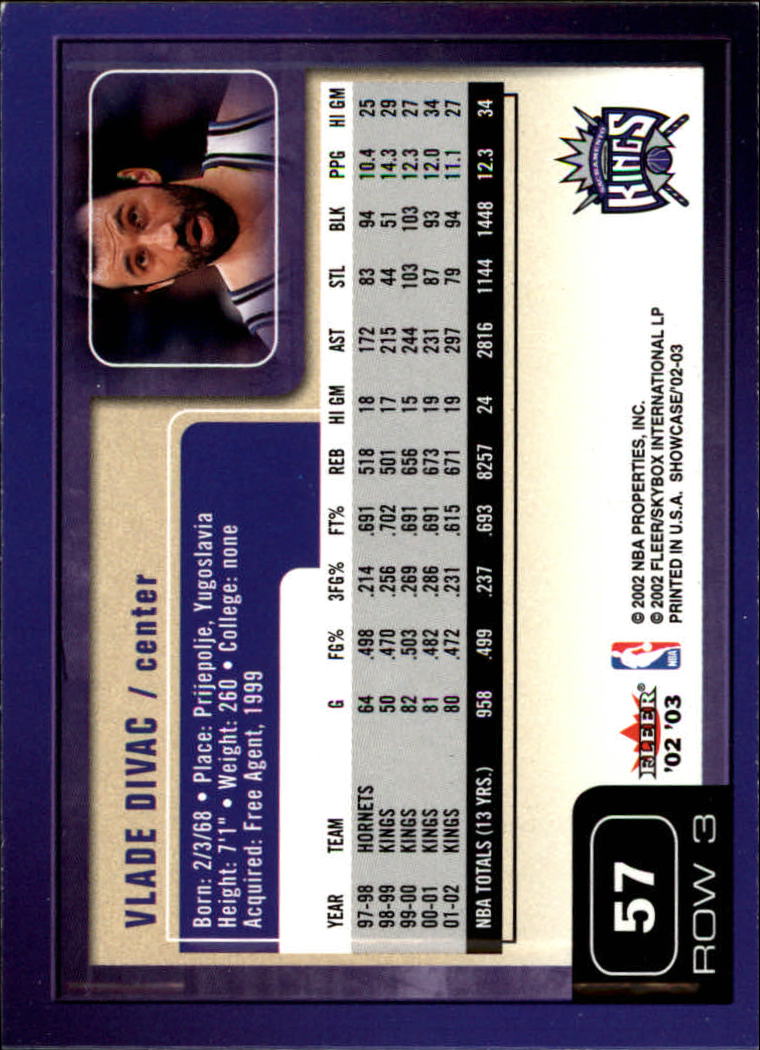 VLADE DIVAC / center
Born: 2/3/68 • Place: Prijepolje, Yugoslavia
Height: 7'1" • Weight: 260 • College: none
Acquired: Free Agent, 1999
YEAR TEAM G FG% 3FG% FT% REB HI GM AST STL BLK PPG HI GM
97-98 HORNETS 64 .498 .214 .691 518 18 172 83 94 10.4 25
98-99 KINGS 50 .470 .256 .702 501 17 215 44 51 14.3 29
99-00 KINGS 82 .503 .269 .691 656 15 244 103 103 12.3 27
00-01 KINGS 81 .482 .286 .691 673 19 231 87 93 12.0 34
01-02 KINGS 80 .472 .231 .615 671 19 297 79 94 11.1 27
NBA TOTALS (13 YRS.) 958 .499 .237 .693 8257 24 2816 1144 1448 12.3 34
57
ROW 3
FLEER®
'02 '03
NBA
© 2002 NBA PROPERTIES, INC.
© 2002 FLEER/SKYBOX INTERNATIONAL LP
PRINTED IN U.S.A. SHOWCASE/'02-03
SACRAMENTO
KINGS